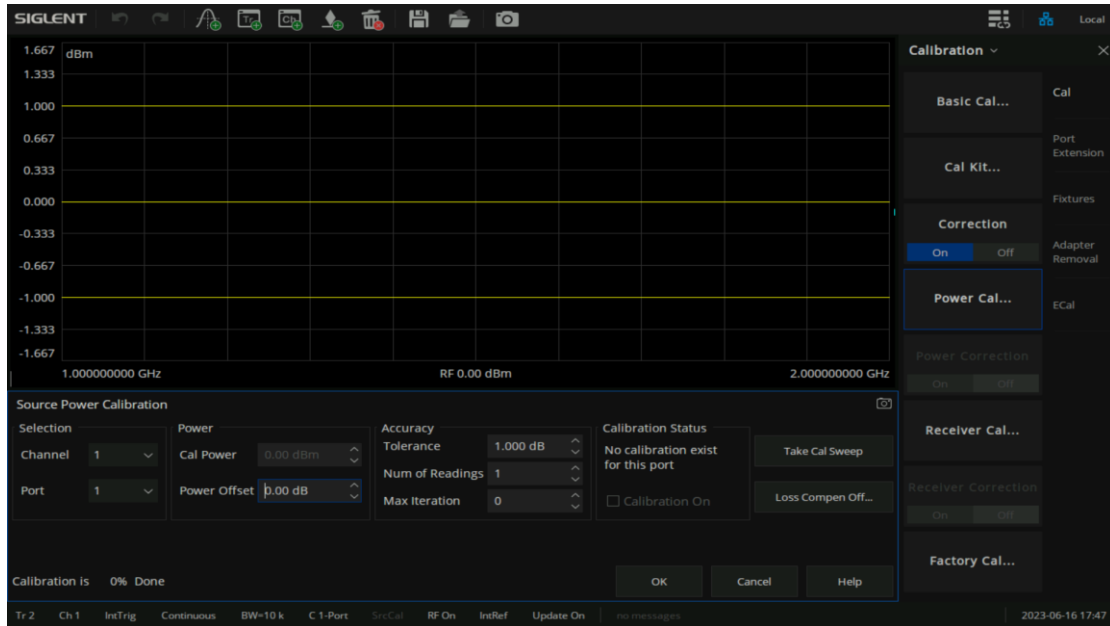 SIGLENT
Tr
Ch
Local
1.667 dBm
1.333
1.000
0.667
0.333
0.000
-0.333
-0.667
-1.000
-1.333
-1.667
1.000000000 GHz RF 0.00 dBm 2.000000000 GHz
Calibration
Basic Cal...
Cal Kit...
Correction
On Off
Power Cal...
Power Correction
On Off
Receiver Cal...
Receiver Correction
On Off
Factory Cal...
Cal
Port
Extension
Fixtures
Adapter
Removal
ECal
Source Power Calibration
Selection
Channel 1
Port 1
Power
Cal Power 0.00 dBm
Power Offset 0.00 dB
Accuracy
Tolerance 1.000 dB
Num of Readings 1
Max Iteration 0
Calibration Status
No calibration exist
for this port
Calibration On
Take Cal Sweep
Loss Compen Off...
Calibration is 0% Done
OK Cancel Help
Tr 2 Ch 1 IntTrig Continuous BW=10 k C 1-Port SrcCal RF On IntRef Update On no messages 2023-06-16 17:47